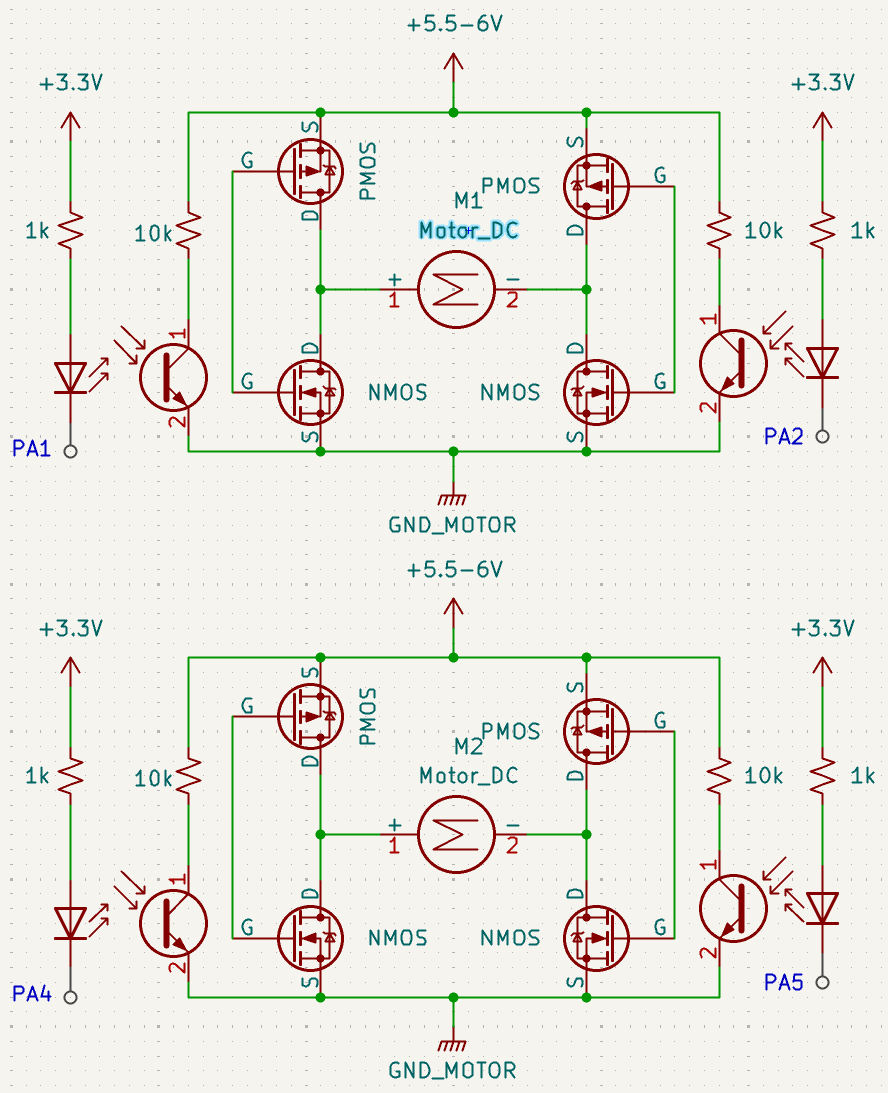 +5.5-6V
+3.3V
+3.3V
S
S
G
PMOS
G
M1
PMOS
D
D
1k
10k
Motor_DC
10k
1k
+
-
1
2
1
1
D
D
G
NMOS
NMOS
G
2
2
S
S
PA1
PA2
GND_MOTOR
+5.5-6V
+3.3V
+3.3V
S
S
G
PMOS
G
M2
PMOS
D
D
1k
10k
Motor_DC
10k
1k
+
-
1
2
1
1
D
D
G
NMOS
NMOS
G
2
2
S
S
PA4
PA5
GND_MOTOR